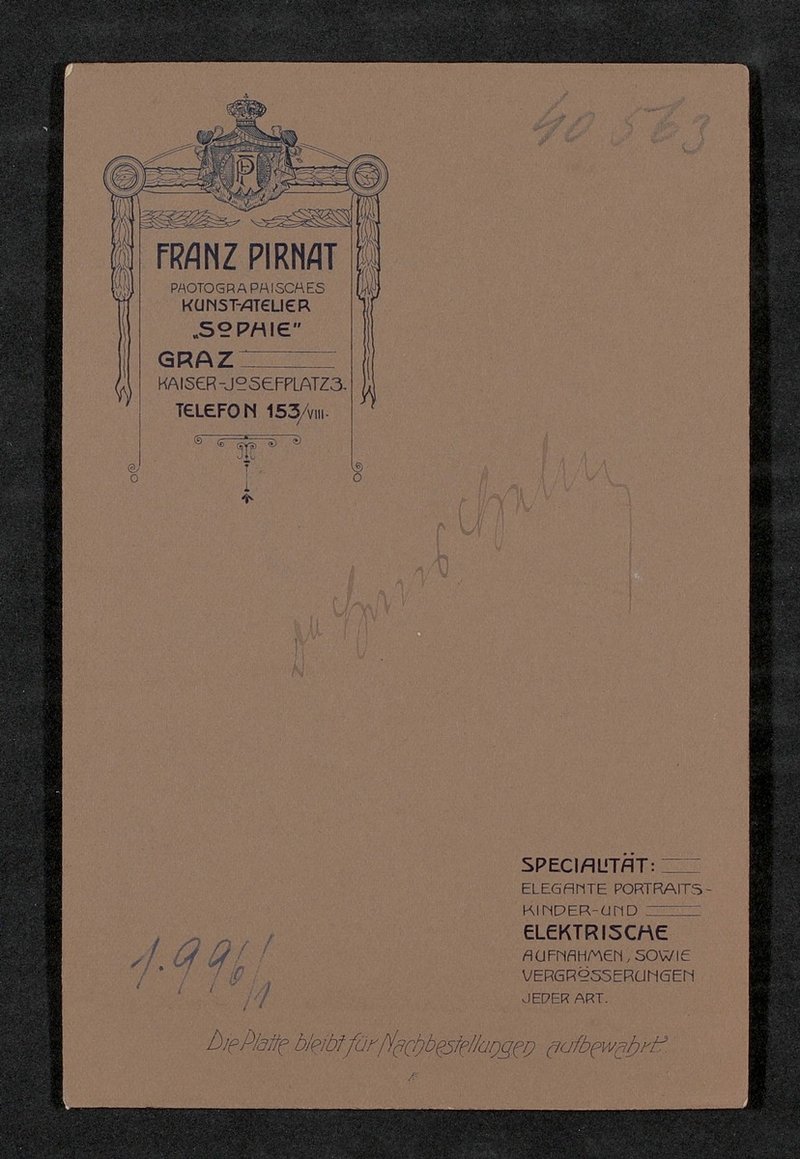 40563
FRANZ PIRNAT
PHOTOGRAPHISCHES
KUNST-ATELIER
„SOPHIE”
GRAZ
KAISER-JOSEFPLATZ 3.
TELEFON 153/VIII.
SPECIALITÄT:
ELEGANTE PORTRAITS-
KINDER-UND
ELEKTRISCHE
AUFNAHMEN, SOWIE
VERGRÖSSERUNGEN
JEDER ART.
1.996/1
Die Platte bleibt für Nachbestellungen aufbewahrt.